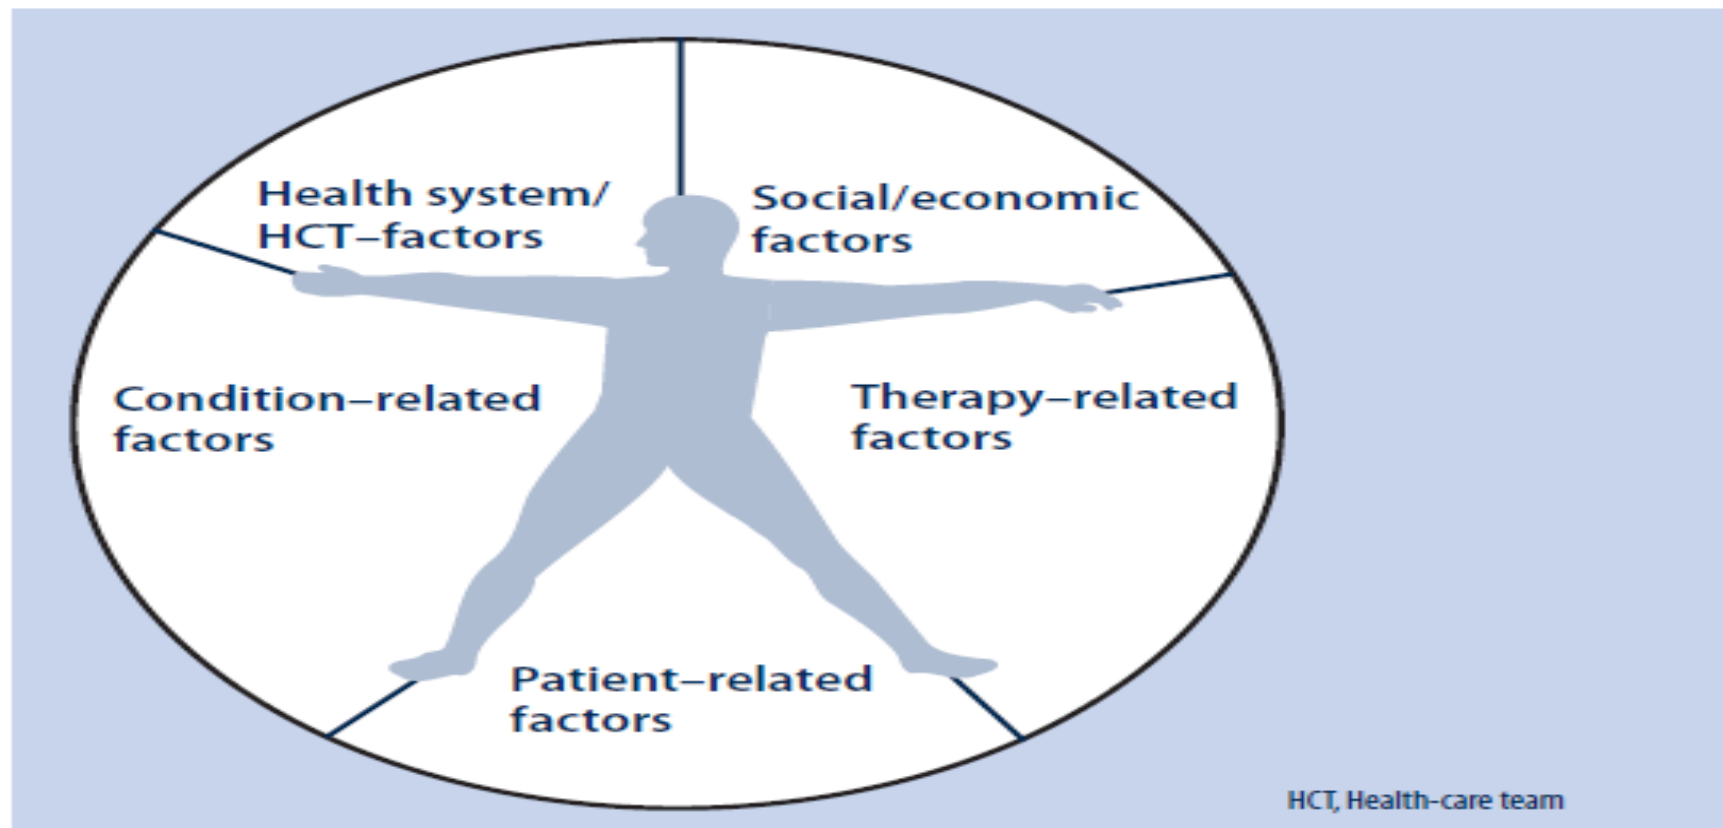 Health system/
HCT–factors
Social/economic
factors
Condition–related
factors
Therapy–related
factors
Patient–related
factors
HCT, Health-care team